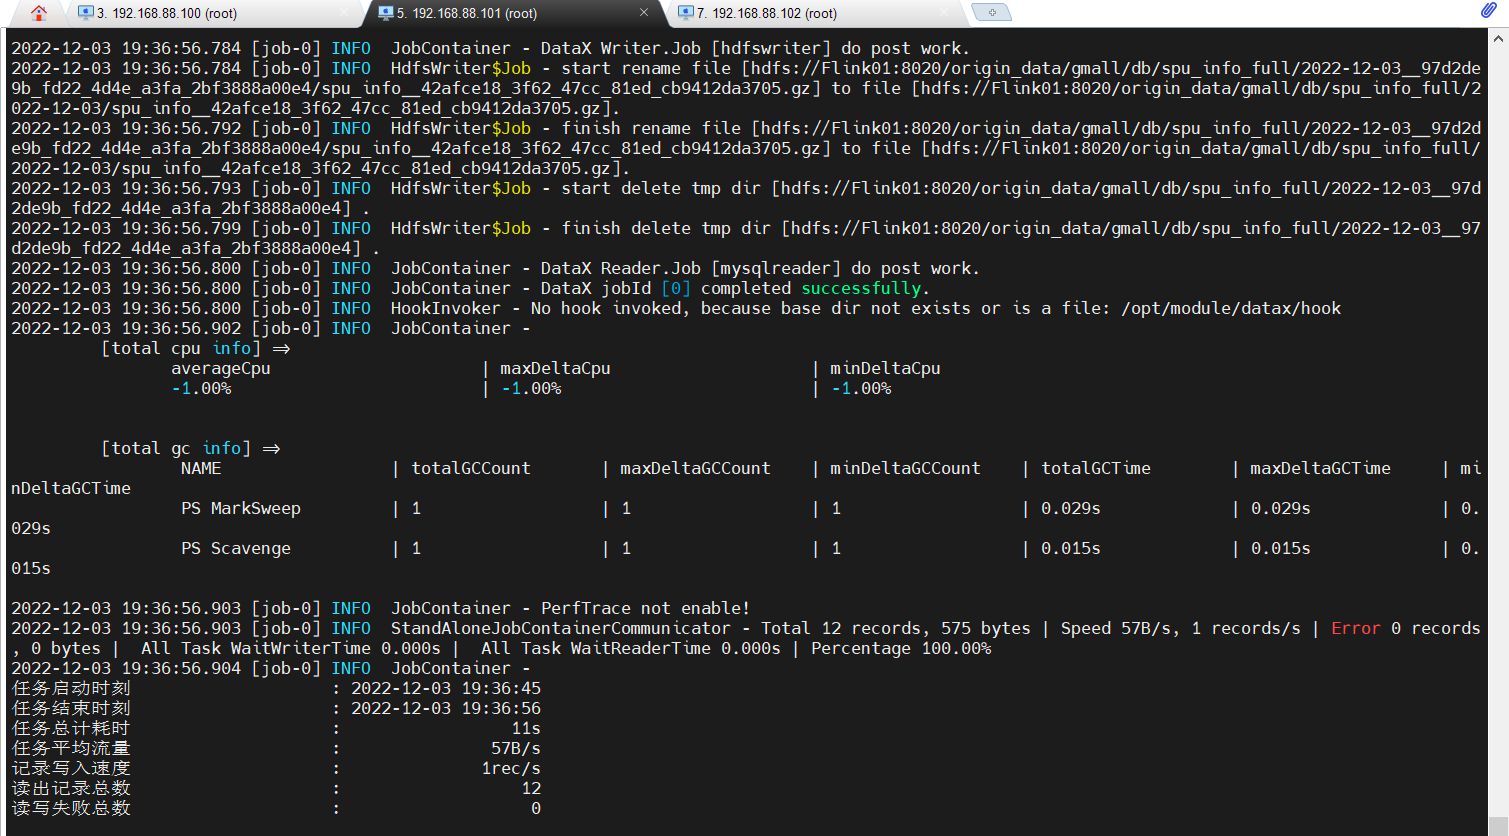 3. 192.168.88.100 (root)
5. 192.168.88.101 (root)
7. 192.168.88.102 (root)
2022-12-03 19:36:56.784 [job-0] INFO  JobContainer - DataX Writer.Job [hdfswriter] do post work.
2022-12-03 19:36:56.784 [job-0] INFO  HdfsWriter$Job - start rename file [hdfs://Flink01:8020/origin_data/gmall/db/spu_info_full/2022-12-03__97d2de
9b_fd22_4d4e_a3fa_2bf3888a00e4/spu_info__42afce18_3f62_47cc_81ed_cb9412da3705.gz] to file [hdfs://Flink01:8020/origin_data/gmall/db/spu_info_full/2
022-12-03/spu_info__42afce18_3f62_47cc_81ed_cb9412da3705.gz].
2022-12-03 19:36:56.792 [job-0] INFO  HdfsWriter$Job - finish rename file [hdfs://Flink01:8020/origin_data/gmall/db/spu_info_full/2022-12-03__97d2d
e9b_fd22_4d4e_a3fa_2bf3888a00e4/spu_info__42afce18_3f62_47cc_81ed_cb9412da3705.gz] to file [hdfs://Flink01:8020/origin_data/gmall/db/spu_info_full/
2022-12-03/spu_info__42afce18_3f62_47cc_81ed_cb9412da3705.gz].
2022-12-03 19:36:56.793 [job-0] INFO  HdfsWriter$Job - start delete tmp dir [hdfs://Flink01:8020/origin_data/gmall/db/spu_info_full/2022-12-03__97d
2de9b_fd22_4d4e_a3fa_2bf3888a00e4] .
2022-12-03 19:36:56.799 [job-0] INFO  HdfsWriter$Job - finish delete tmp dir [hdfs://Flink01:8020/origin_data/gmall/db/spu_info_full/2022-12-03__97
d2de9b_fd22_4d4e_a3fa_2bf3888a00e4] .
2022-12-03 19:36:56.800 [job-0] INFO  JobContainer - DataX Reader.Job [mysqlreader] do post work.
2022-12-03 19:36:56.800 [job-0] INFO  JobContainer - DataX jobId [0] completed successfully.
2022-12-03 19:36:56.800 [job-0] INFO  HookInvoker - No hook invoked, because base dir not exists or is a file: /opt/module/datax/hook
2022-12-03 19:36:56.902 [job-0] INFO  JobContainer -
[total cpu info] =>
averageCpu | maxDeltaCpu | minDeltaCpu
-1.00% | -1.00% | -1.00%
[total gc info] =>
NAME | totalGCCount | maxDeltaGCCount | minDeltaGCCount | totalGCTime | maxDeltaGCTime | mi
nDeltaGCTime
PS MarkSweep | 1 | 1 | 1 | 0.029s | 0.029s | 0.
029s
PS Scavenge | 1 | 1 | 1 | 0.015s | 0.015s | 0.
015s
2022-12-03 19:36:56.903 [job-0] INFO  JobContainer - PerfTrace not enable!
2022-12-03 19:36:56.903 [job-0] INFO  StandAloneJobContainerCommunicator - Total 12 records, 575 bytes | Speed 57B/s, 1 records/s | Error 0 records
, 0 bytes |  All Task WaitWriterTime 0.000s |  All Task WaitReaderTime 0.000s | Percentage 100.00%
2022-12-03 19:36:56.904 [job-0] INFO  JobContainer -
任务启动时刻 : 2022-12-03 19:36:45
任务结束时刻 : 2022-12-03 19:36:56
任务总计耗时 : 11s
任务平均流量 : 57B/s
记录写入速度 : 1rec/s
读出记录总数 : 12
读写失败总数 : 0